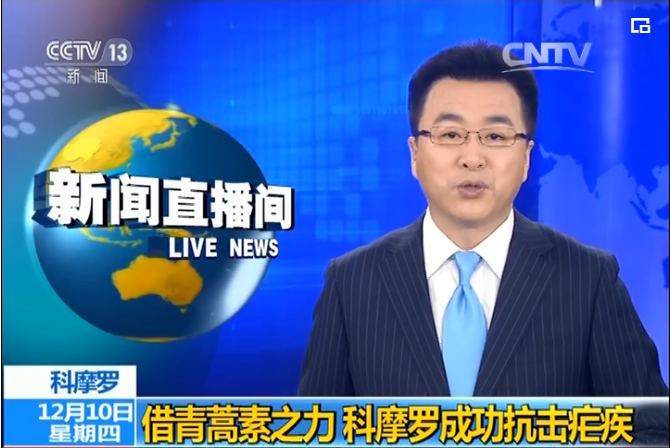 CCTV 13
新闻
CNTV
新闻直播间
LIVE NEWS
科摩罗
12月10日
星期四
借青蒿素之力 科摩罗成功抗击疟疾